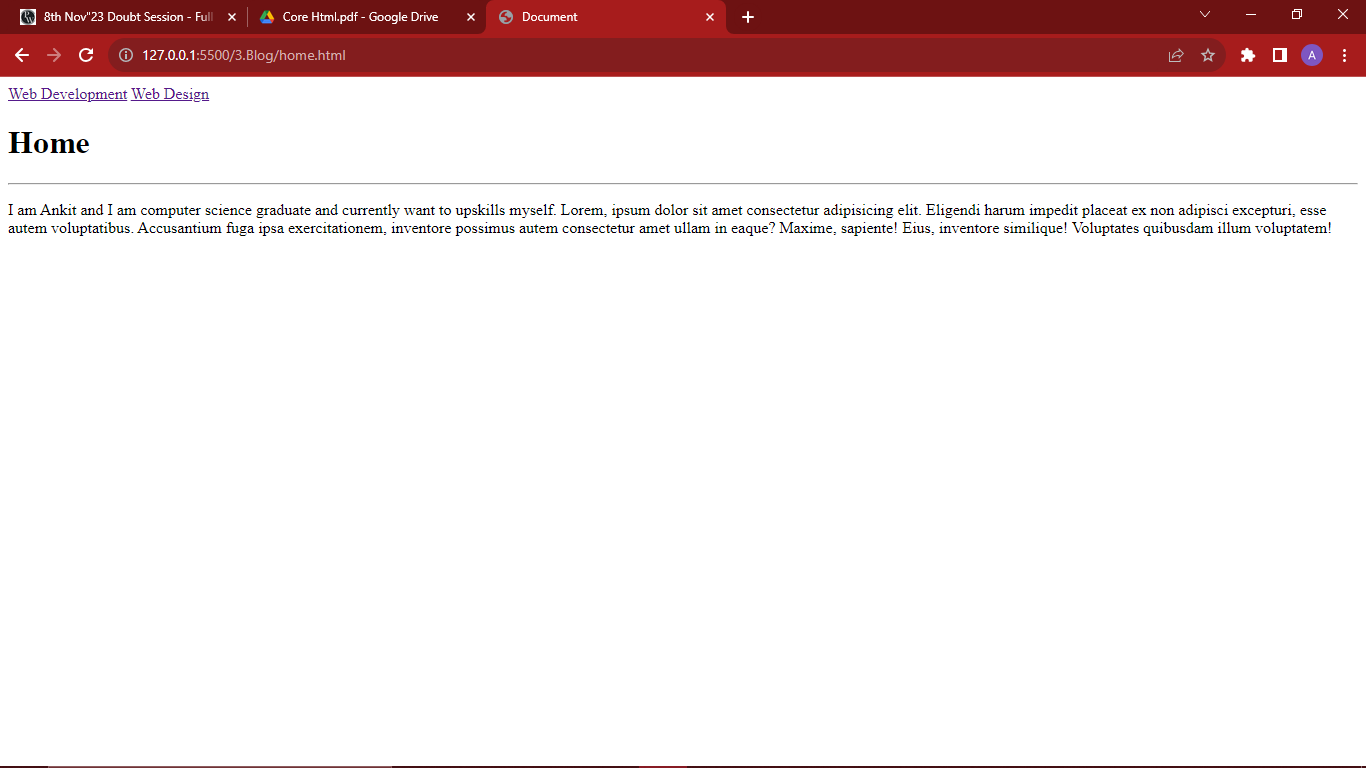 8th Nov"23 Doubt Session - Full
Core Html.pdf - Google Drive
Document
127.0.0.1:5500/3.Blog/home.html
A
Web Development Web Design
Home
I am Ankit and I am computer science graduate and currently want to upskills myself. Lorem, ipsum dolor sit amet consectetur adipisicing elit. Eligendi harum impedit placeat ex non adipisci excepturi, esse
autem voluptatibus. Accusantium fuga ipsa exercitationem, inventore possimus autem consectetur amet ullam in eaque? Maxime, sapiente! Eius, inventore similique! Voluptates quibusdam illum voluptatem!